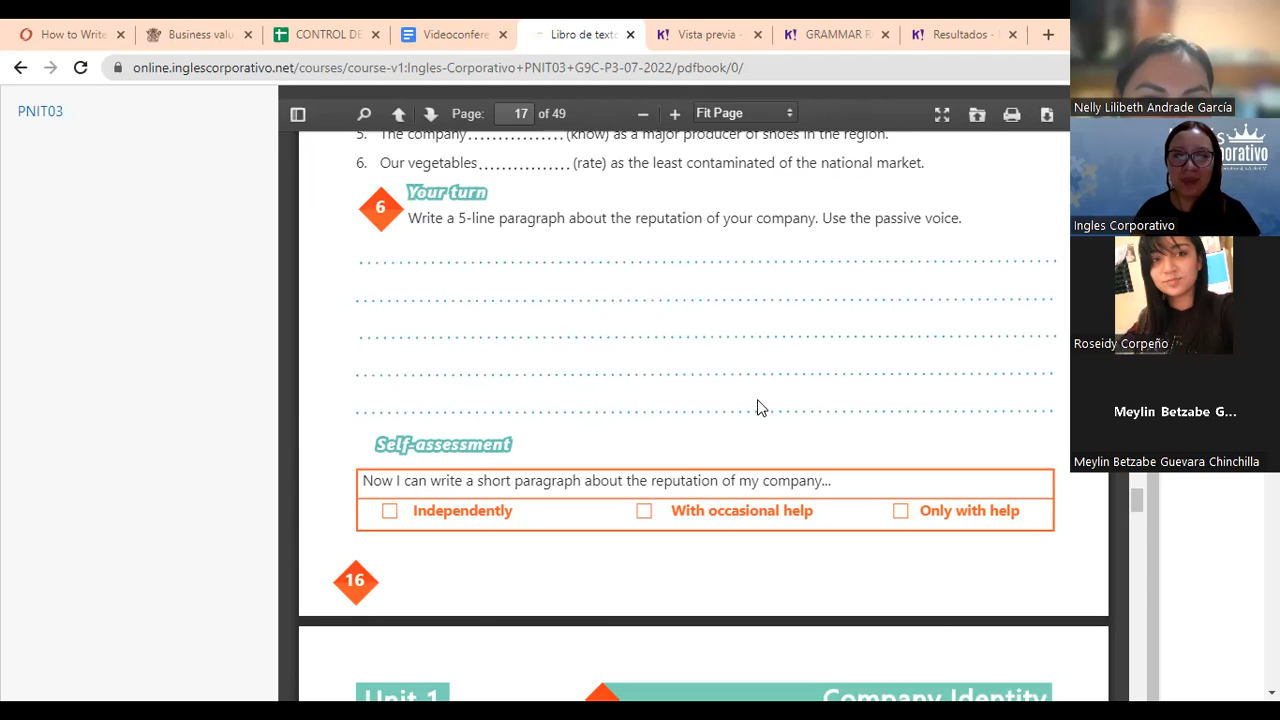 How to Write
Business valu
CONTROL DE
Videoconfere
Libro de texto
Vista previa -
GRAMMAR R
Resultados -
online.inglescorporativo.net/courses/course-v1:Ingles-Corporativo+PNIT03+G9C-P3-07-2022/pdfbook/0/
PNIT03
Page: 17 of 49
Fit Page
5. The company................(know) as a major producer of shoes in the region.
6. Our vegetables................(rate) as the least contaminated of the national market.
6 Your turn
Write a 5-line paragraph about the reputation of your company. Use the passive voice.
Self-assessment
Now I can write a short paragraph about the reputation of my company...
Independently With occasional help Only with help
16
Unit 1 Company Identity
Nelly Lilibeth Andrade García
orporativo
Ingles Corporativo
Roseidy Corpeño
Meylin Betzabe G...
Meylin Betzabe Guevara Chinchilla